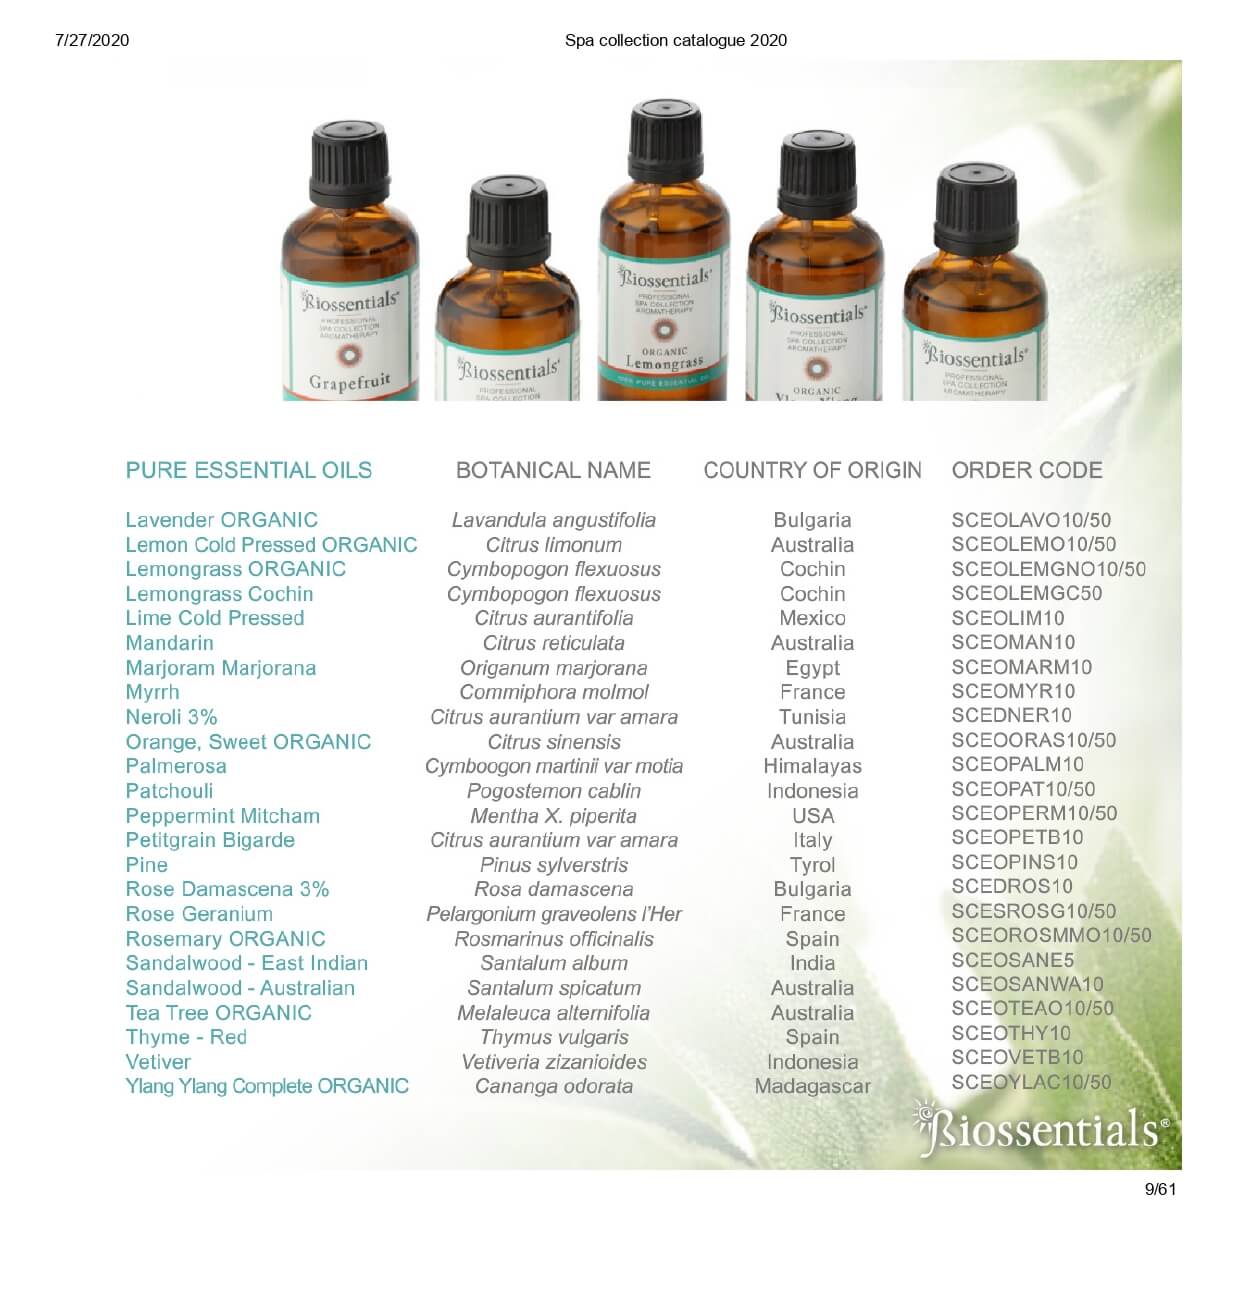 7/27/2020 Spa collection catalogue 2020
Biossentials®
PROFESSIONAL
SPA COLLECTION
AROMATHERAPY
Grapefruit
Biossentials®
PROFESSIONAL
SPA COLLECTION
Biossentials®
PROFESSIONAL
SPA COLLECTION
AROMATHERAPY
ORGANIC
Lemongrass
100% PURE ESSENTIAL OIL
Biossentials®
PROFESSIONAL
SPA COLLECTION
AROMATHERAPY
ORGANIC
Ylang Ylang
Biossentials®
PROFESSIONAL
SPA COLLECTION
AROMATHERAPY
PURE ESSENTIAL OILS BOTANICAL NAME COUNTRY OF ORIGIN ORDER CODE
Lavender ORGANIC Lavandula angustifolia Bulgaria SCEOLAVO10/50
Lemon Cold Pressed ORGANIC Citrus limonum Australia SCEOLEMO10/50
Lemongrass ORGANIC Cymbopogon flexuosus Cochin SCEOLEMGNO10/50
Lemongrass Cochin Cymbopogon flexuosus Cochin SCEOLEMGC50
Lime Cold Pressed Citrus aurantifolia Mexico SCEOLIM10
Mandarin Citrus reticulata Australia SCEOMAN10
Marjoram Marjorana Origanum marjorana Egypt SCEOMARM10
Myrrh Commiphora molmol France SCEOMYR10
Neroli 3% Citrus aurantium var amara Tunisia SCEDNER10
Orange, Sweet ORGANIC Citrus sinensis Australia SCEOORAS10/50
Palmerosa Cymboogon martinii var motia Himalayas SCEOPALM10
Patchouli Pogostemon cablin Indonesia SCEOPAT10/50
Peppermint Mitcham Mentha X. piperita USA SCEOPERM10/50
Petitgrain Bigarde Citrus aurantium var amara Italy SCEOPETB10
Pine Pinus sylverstris Tyrol SCEOPINS10
Rose Damascena 3% Rosa damascena Bulgaria SCEDROS10
Rose Geranium Pelargonium graveolens l'Her France SCESROSG10/50
Rosemary ORGANIC Rosmarinus officinalis Spain SCEOROSMMO10/50
Sandalwood - East Indian Santalum album India SCEOSANE5
Sandalwood - Australian Santalum spicatum Australia SCEOSANWA10
Tea Tree ORGANIC Melaleuca alternifolia Australia SCEOTEAO10/50
Thyme - Red Thymus vulgaris Spain SCEOTHY10
Vetiver Vetiveria zizanioides Indonesia SCEOVETB10
Ylang Ylang Complete ORGANIC Cananga odorata Madagascar SCEOYLAC10/50
Biossentials®
9/61